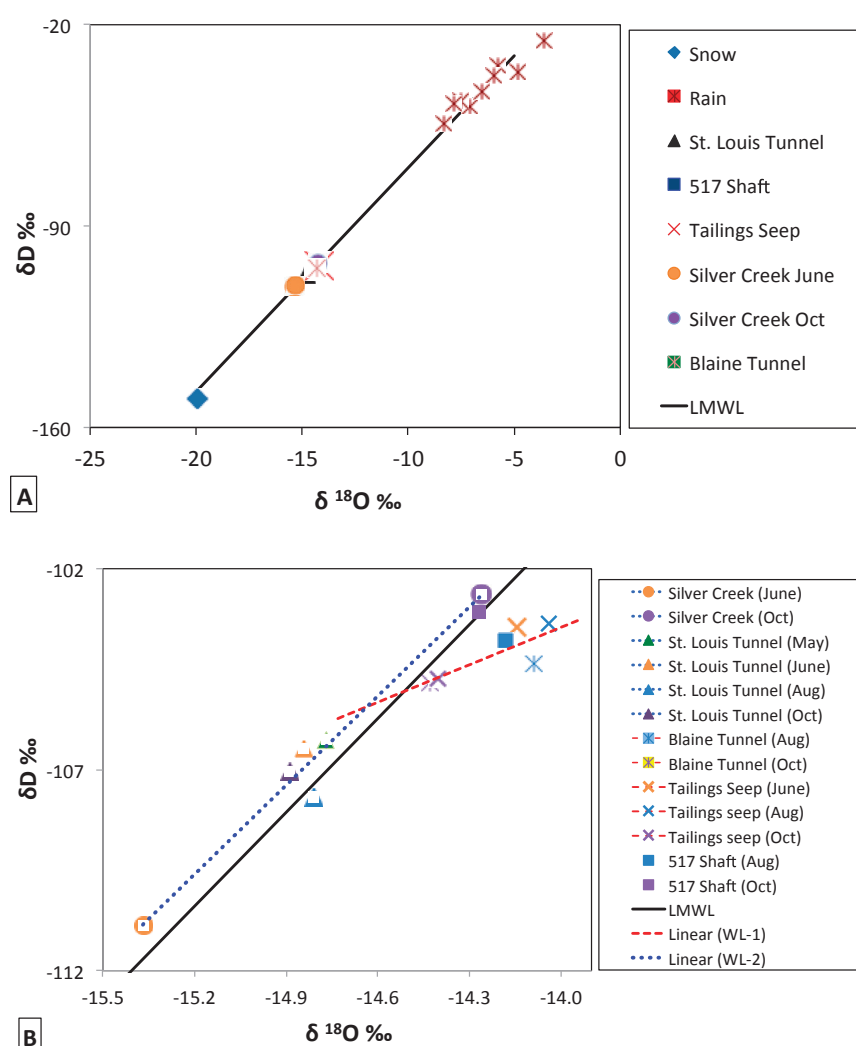 -20
-90
-160
δD ‰
-25
-20
-15
-10
-5
0
δ ¹⁸O ‰
A
Snow
Rain
St. Louis Tunnel
517 Shaft
Tailings Seep
Silver Creek June
Silver Creek Oct
Blaine Tunnel
LMWL
-102
-107
-112
δD ‰
-15.5
-15.2
-14.9
-14.6
-14.3
-14.0
δ ¹⁸O ‰
B
Silver Creek (June)
Silver Creek (Oct)
St. Louis Tunnel (May)
St. Louis Tunnel (June)
St. Louis Tunnel (Aug)
St. Louis Tunnel (Oct)
Blaine Tunnel (Aug)
Blaine Tunnel (Oct)
Tailings Seep (June)
Tailings seep (Aug)
Tailings seep (Oct)
517 Shaft (Aug)
517 Shaft (Oct)
LMWL
Linear (WL-1)
Linear (WL-2)